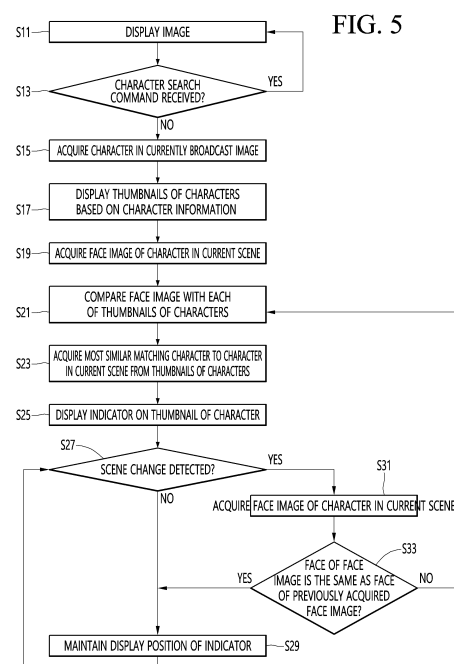 FIG. 5
S11
DISPLAY IMAGE
S13
CHARACTER SEARCH
COMMAND RECEIVED?
YES
NO
S15
ACQUIRE CHARACTER IN CURRENTLY BROADCAST IMAGE
S17
DISPLAY THUMBNAILS OF CHARACTERS
BASED ON CHARACTER INFORMATION
S19
ACQUIRE FACE IMAGE OF CHARACTER IN CURRENT SCENE
S21
COMPARE FACE IMAGE WITH EACH
OF THUMBNAILS OF CHARACTERS
S23
ACQUIRE MOST SIMILAR MATCHING CHARACTER TO CHARACTER
IN CURRENT SCENE FROM THUMBNAILS OF CHARACTERS
S25
DISPLAY INDICATOR ON THUMBNAIL OF CHARACTER
S27
SCENE CHANGE DETECTED?
YES
NO
S31
ACQUIRE FACE IMAGE OF CHARACTER IN CURRENT SCENE
S33
FACE OF FACE
IMAGE IS THE SAME AS FACE
OF PREVIOUSLY ACQUIRED
FACE IMAGE?
YES
NO
MAINTAIN DISPLAY POSITION OF INDICATOR
S29